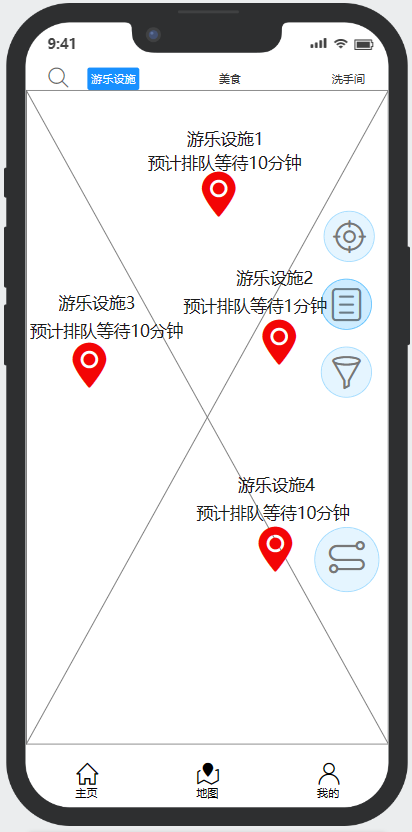 9:41
游乐设施
美食
洗手间
游乐设施1
预计排队等待10分钟
游乐设施2
预计排队等待1分钟
游乐设施3
预计排队等待10分钟
游乐设施4
预计排队等待10分钟
主页
地图
我的